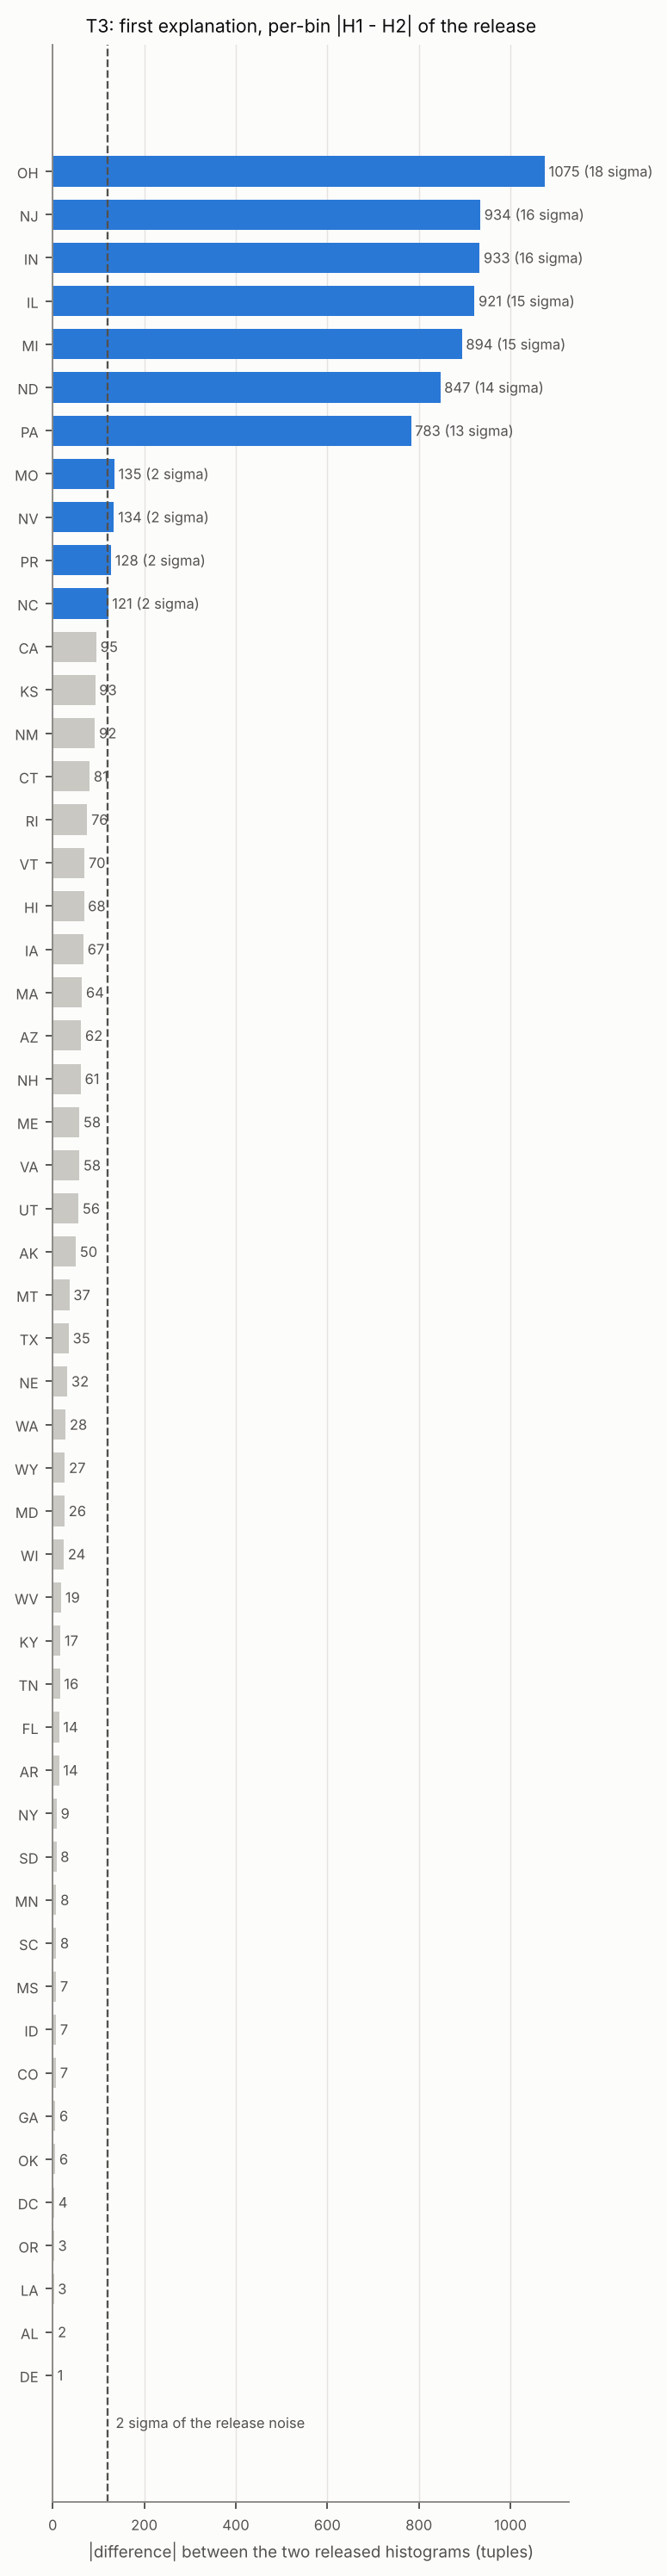 T3: first explanation, per-bin |H1 - H2| of the release
OH 1075 (18 sigma)
NJ 934 (16 sigma)
IN 933 (16 sigma)
IL 921 (15 sigma)
MI 894 (15 sigma)
ND 847 (14 sigma)
PA 783 (13 sigma)
MO 135 (2 sigma)
NV 134 (2 sigma)
PR 128 (2 sigma)
NC 121 (2 sigma)
CA 95
KS 93
NM 92
CT 81
RI 76
VT 70
HI 68
IA 67
MA 64
AZ 62
NH 61
ME 58
VA 58
UT 56
AK 50
MT 37
TX 35
NE 32
WA 28
WY 27
MD 26
WI 24
WV 19
KY 17
TN 16
FL 14
AR 14
NY 9
SD 8
MN 8
SC 8
MS 7
ID 7
CO 7
GA 6
OK 6
DC 4
OR 3
LA 3
AL 2
DE 1
2 sigma of the release noise
0 200 400 600 800 1000
|difference| between the two released histograms (tuples)